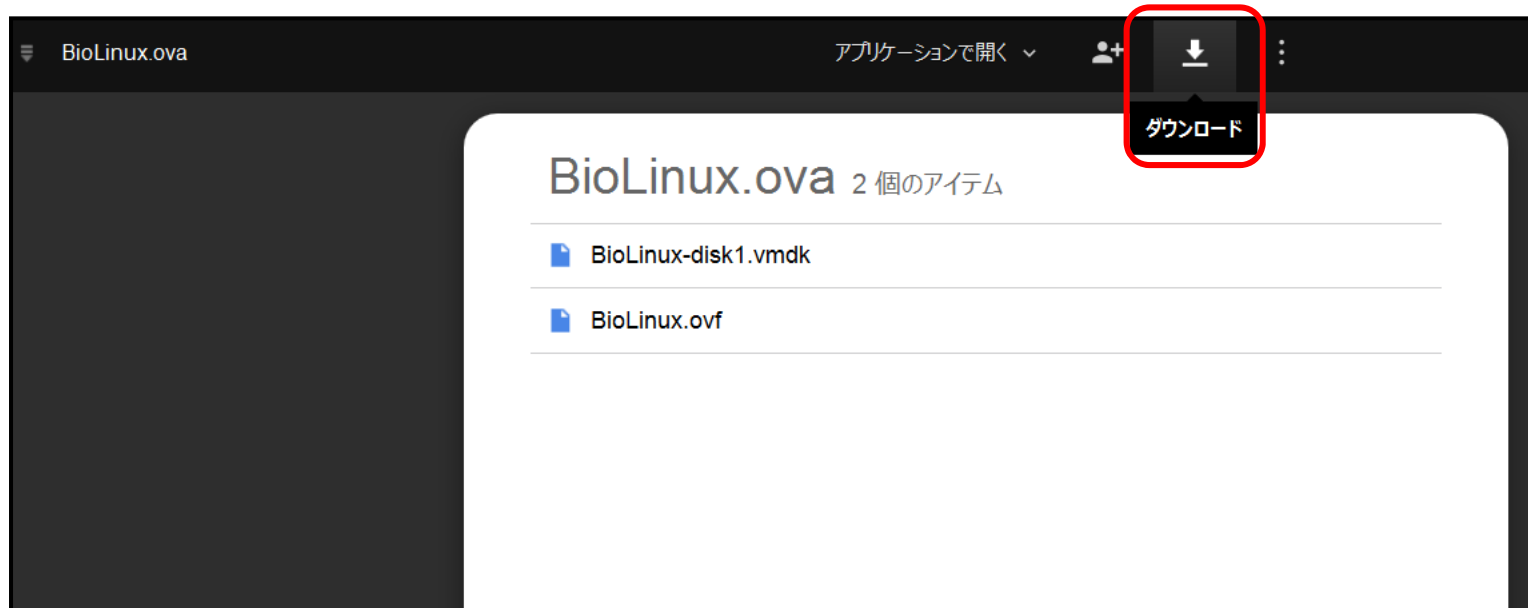 BioLinux.ova
アプリケーションで開く
ダウンロード
BioLinux.ova 2 個のアイテム
BioLinux-disk1.vmdk
BioLinux.ovf